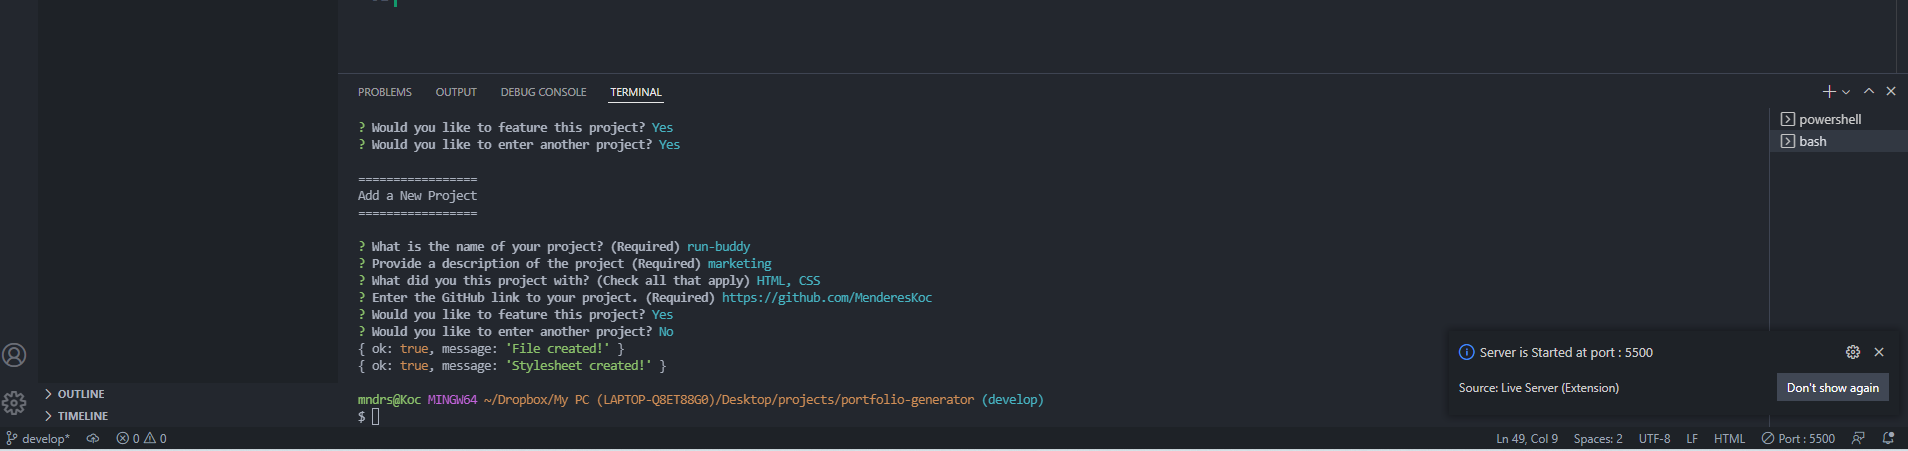 PROBLEMS OUTPUT DEBUG CONSOLE TERMINAL
? Would you like to feature this project? Yes
? Would you like to enter another project? Yes
=================
Add a New Project
=================
? What is the name of your project? (Required) run-buddy
? Provide a description of the project (Required) marketing
? What did you this project with? (Check all that apply) HTML, CSS
? Enter the GitHub link to your project. (Required) https://github.com/MenderesKoc
? Would you like to feature this project? Yes
? Would you like to enter another project? No
{ ok: true, message: 'File created!' }
{ ok: true, message: 'Stylesheet created!' }
mndrs@Koc MINGW64 ~/Dropbox/My PC (LAPTOP-Q8ET88G0)/Desktop/projects/portfolio-generator (develop)
$
powershell
bash
Server is Started at port : 5500
Source: Live Server (Extension)
Don't show again
OUTLINE
TIMELINE
develop* 0 0 Ln 49, Col 9 Spaces: 2 UTF-8 LF HTML Port : 5500